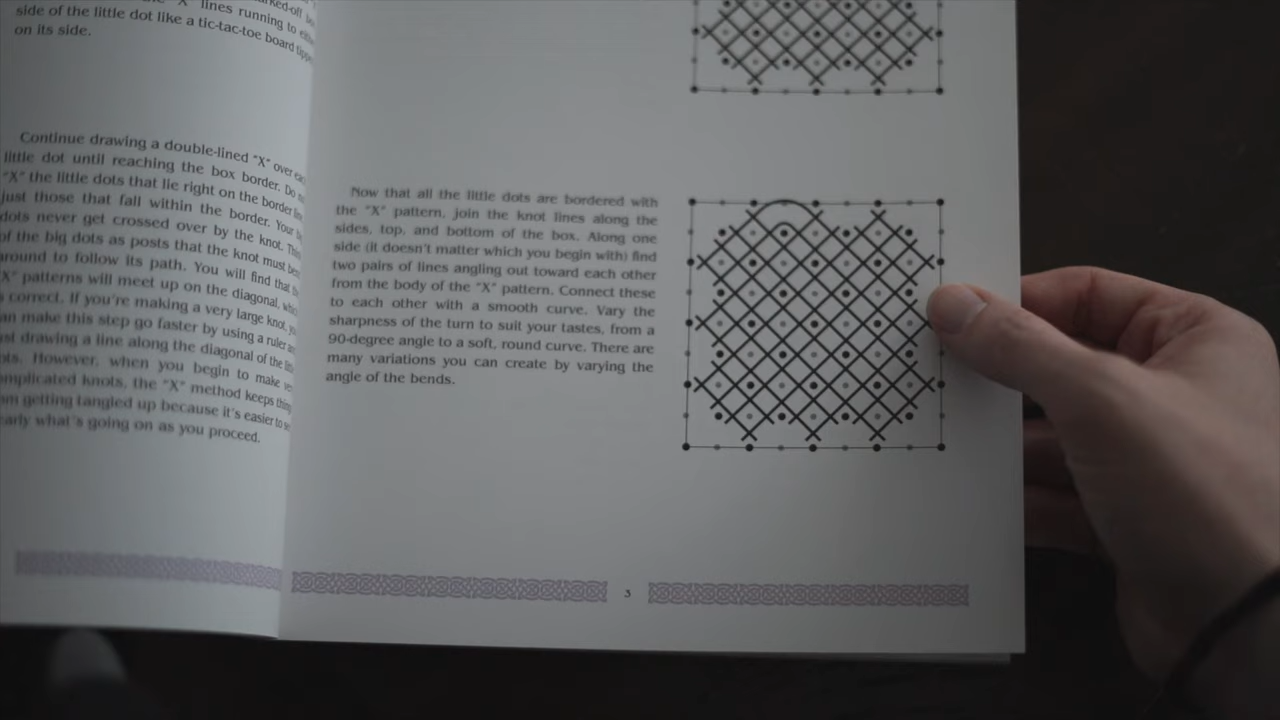 "X" lines running to
side of the little dot like a tic-tac-toe board
on its side.
Continue drawing a double-lined "X" over
little dot until reaching the box border. Do
"X" the little dots that lie right on the border
just those that fall within the border. Your
dots never get crossed over by the knot.
of the big dots as posts that the knot must
around to follow its path. You will find that
"X" patterns will meet up on the diagonal,
correct. If you're making a very large knot,
an make this step go faster by using a ruler
drawing a line along the diagonal of the
However, when you begin to make
knots, the "X" method keeps
getting tangled up because it's easier to
what's going on as you proceed.
Now that all the little dots are bordered with
the "X" pattern, join the knot lines along the
sides, top, and bottom of the box. Along one
side (it doesn't matter which you begin with) find
two pairs of lines angling out toward each other
from the body of the "X" pattern. Connect these
to each other with a smooth curve. Vary the
sharpness of the turn to suit your tastes, from a
90-degree angle to a soft, round curve. There are
many variations you can create by varying the
angle of the bends.
3